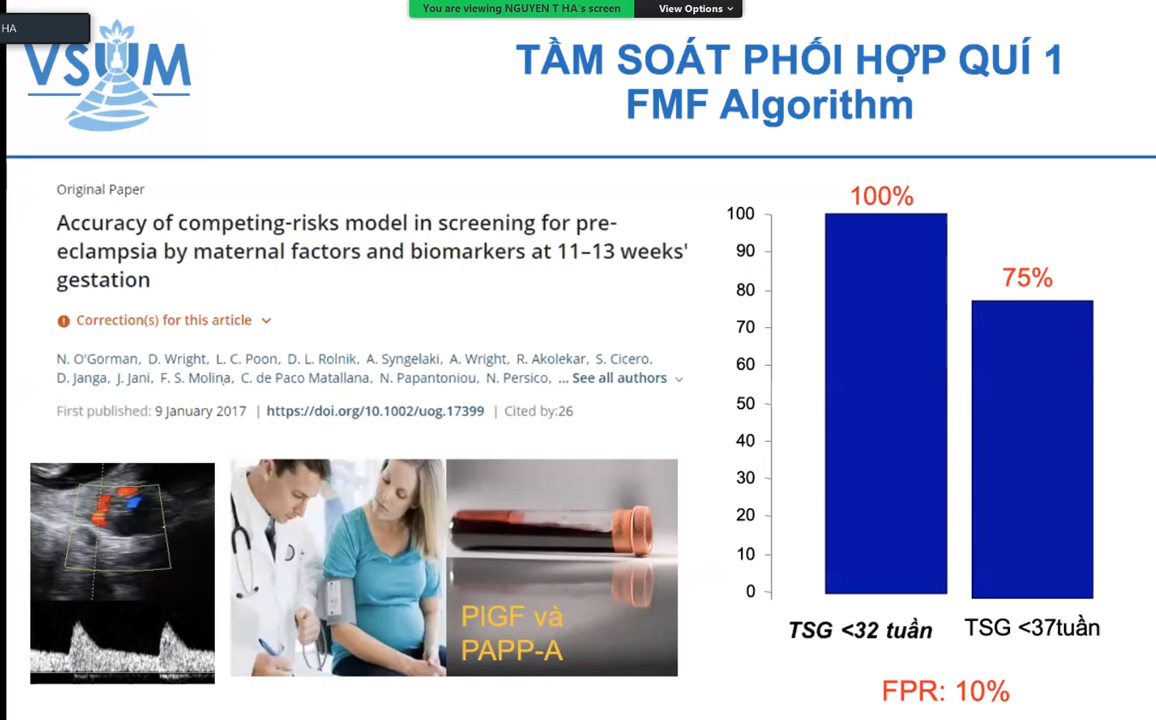 You are viewing NGUYEN T HA's screen
View Options
HA
VSUM
TẦM SOÁT PHỐI HỢP QUÍ 1
FMF Algorithm
Original Paper
Accuracy of competing-risks model in screening for pre-
eclampsia by maternal factors and biomarkers at 11–13 weeks'
gestation
Correction(s) for this article
N. O'Gorman, D. Wright, L. C. Poon, D. L. Rolnik, A. Syngelaki, A. Wright, R. Akolekar, S. Cicero,
D. Janga, J. Jani, F. S. Molina, C. de Paco Matallana, N. Papantoniou, N. Persico, ... See all authors
First published: 9 January 2017 | https://doi.org/10.1002/uog.17399 | Cited by:26
PlGF và
PAPP-A
100%
75%
100
90
80
70
60
50
40
30
20
10
0
TSG <32 tuần
TSG <37tuần
FPR: 10%